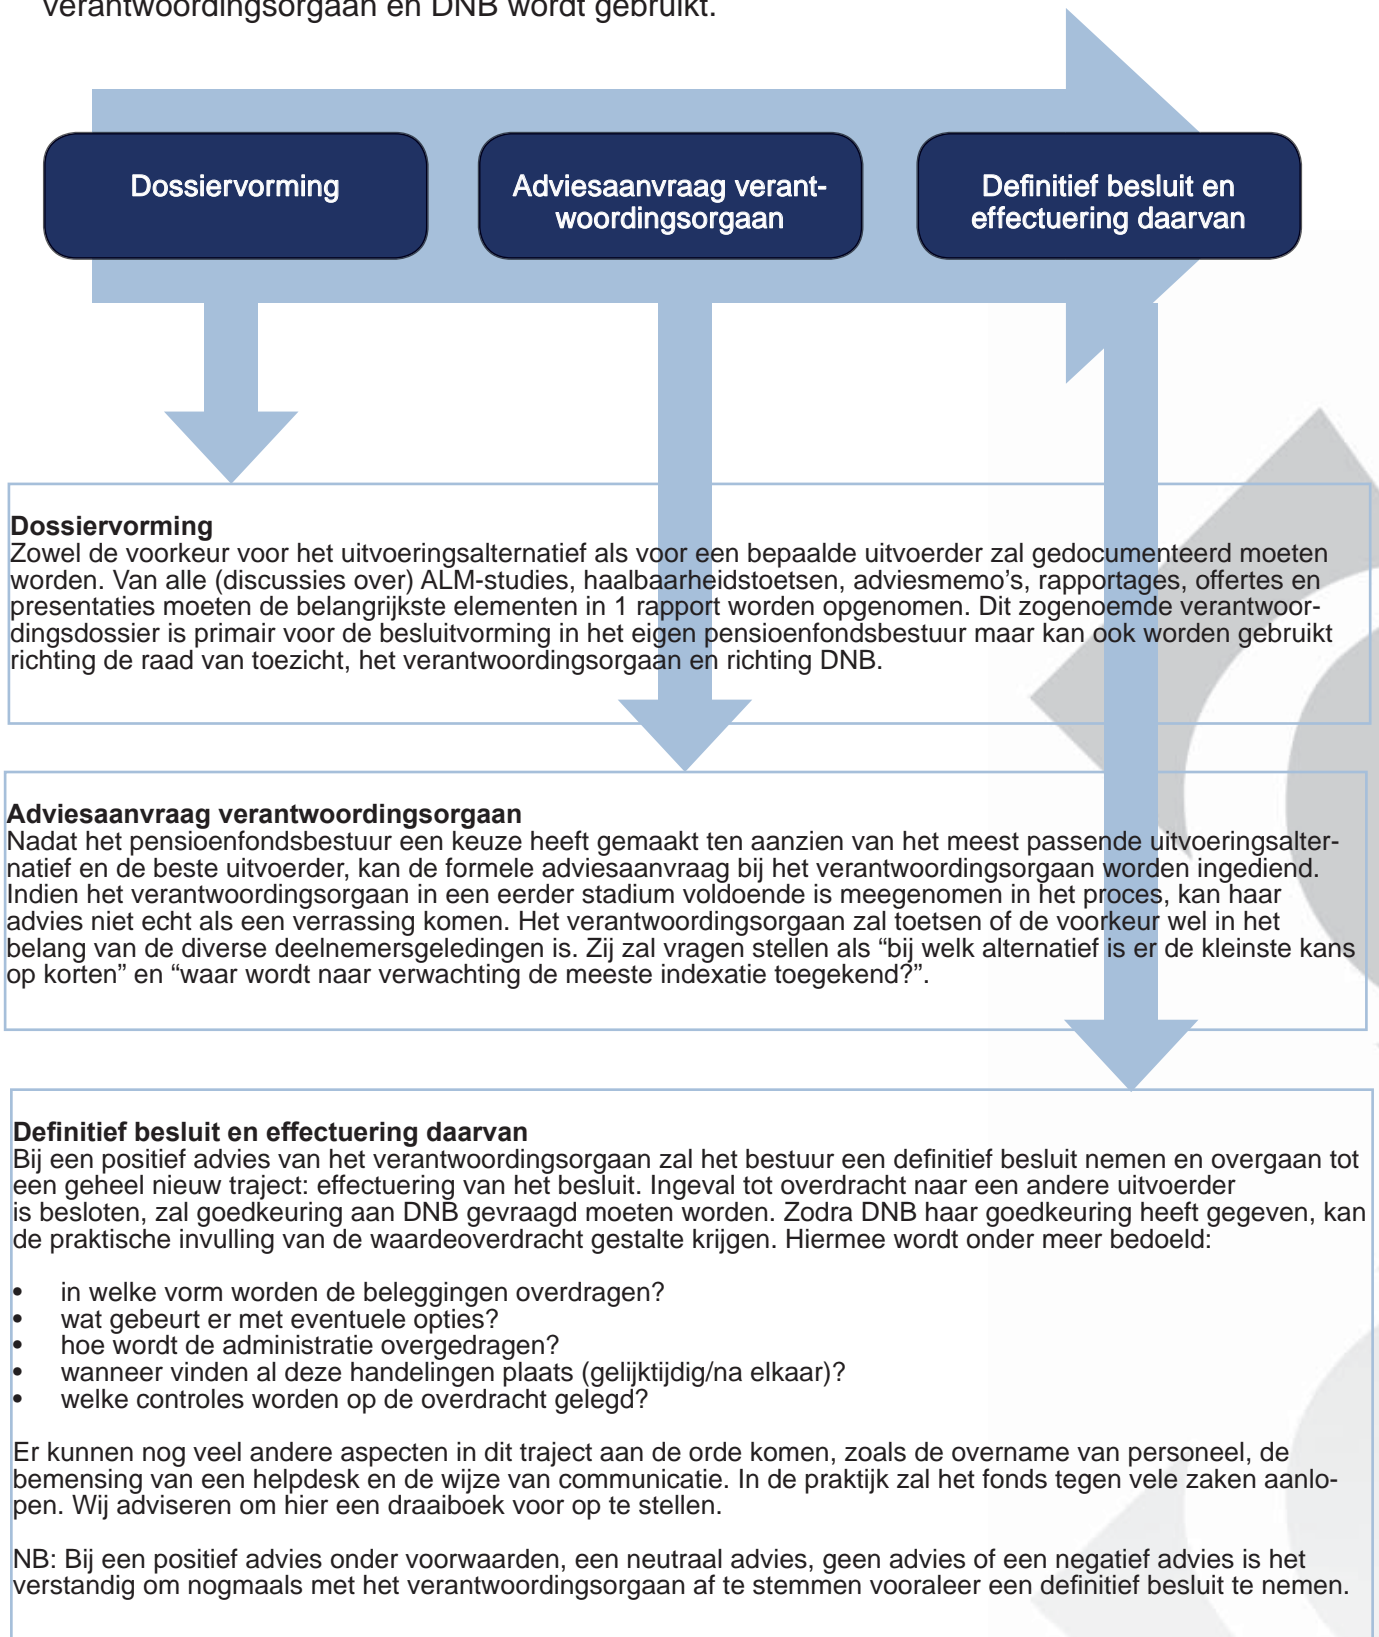 verantwoordingsorgaan en DNB wordt gebruikt.
Dossiervorming
Adviesaanvraag verant-
woordingsorgaan
Definitief besluit en
effectuering daarvan
Dossiervorming
Zowel de voorkeur voor het uitvoeringsalternatief als voor een bepaalde uitvoerder zal gedocumenteerd moeten
worden. Van alle (discussies over) ALM-studies, haalbaarheidstoetsen, adviesmemo’s, rapportages, offertes en
presentaties moeten de belangrijkste elementen in 1 rapport worden opgenomen. Dit zogenoemde verantwoor-
dingsdossier is primair voor de besluitvorming in het eigen pensioenfondsbestuur maar kan ook worden gebruikt
richting de raad van toezicht, het verantwoordingsorgaan en richting DNB.
Adviesaanvraag verantwoordingsorgaan
Nadat het pensioenfondsbestuur een keuze heeft gemaakt ten aanzien van het meest passende uitvoeringsalter-
natief en de beste uitvoerder, kan de formele adviesaanvraag bij het verantwoordingsorgaan worden ingediend.
Indien het verantwoordingsorgaan in een eerder stadium voldoende is meegenomen in het proces, kan haar
advies niet echt als een verrassing komen. Het verantwoordingsorgaan zal toetsen of de voorkeur wel in het
belang van de diverse deelnemersgeledingen is. Zij zal vragen stellen als “bij welk alternatief is er de kleinste kans
op korten” en “waar wordt naar verwachting de meeste indexatie toegekend?”.
Definitief besluit en effectuering daarvan
Bij een positief advies van het verantwoordingsorgaan zal het bestuur een definitief besluit nemen en overgaan tot
een geheel nieuw traject: effectuering van het besluit. Ingeval tot overdracht naar een andere uitvoerder
is besloten, zal goedkeuring aan DNB gevraagd moeten worden. Zodra DNB haar goedkeuring heeft gegeven, kan
de praktische invulling van de waardeoverdracht gestalte krijgen. Hiermee wordt onder meer bedoeld:
• in welke vorm worden de beleggingen overdragen?
• wat gebeurt er met eventuele opties?
• hoe wordt de administratie overgedragen?
• wanneer vinden al deze handelingen plaats (gelijktijdig/na elkaar)?
• welke controles worden op de overdracht gelegd?
Er kunnen nog veel andere aspecten in dit traject aan de orde komen, zoals de overname van personeel, de
bemensing van een helpdesk en de wijze van communicatie. In de praktijk zal het fonds tegen vele zaken aanlo-
pen. Wij adviseren om hier een draaiboek voor op te stellen.
NB: Bij een positief advies onder voorwaarden, een neutraal advies, geen advies of een negatief advies is het
verstandig om nogmaals met het verantwoordingsorgaan af te stemmen vooraleer een definitief besluit te nemen.